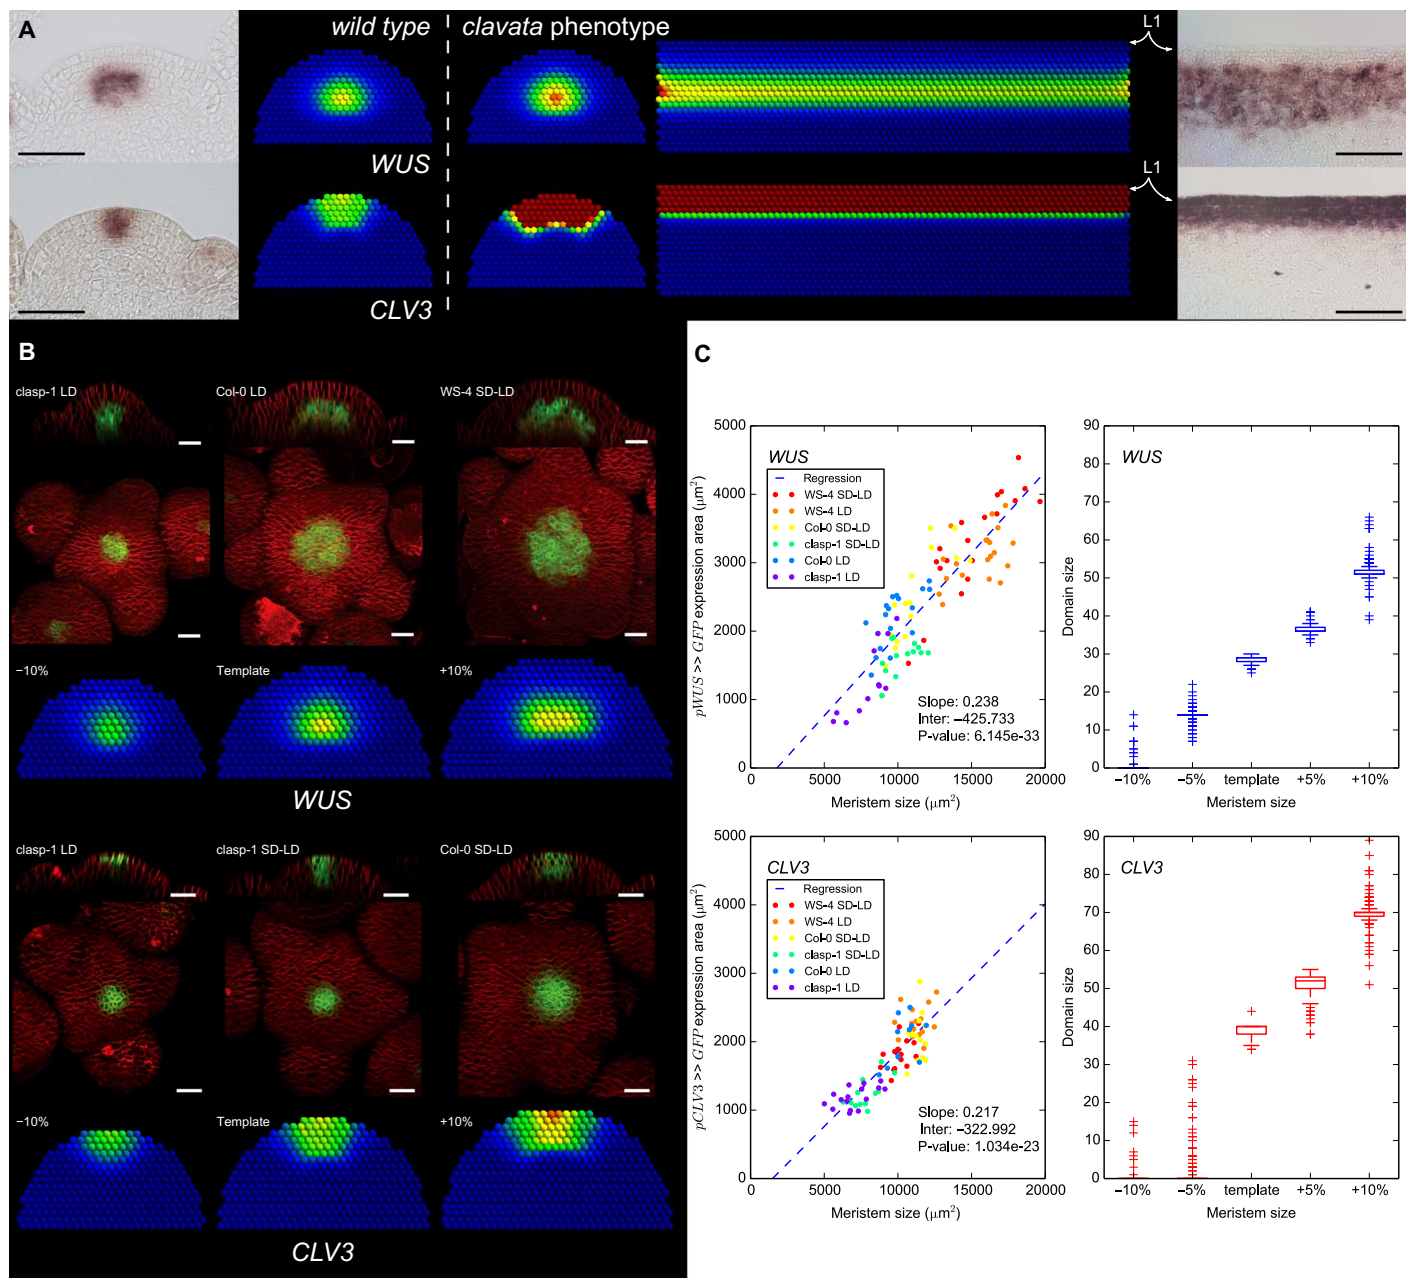 A
wild type
clavata phenotype
L1
WUS
L1
CLV3
B
clasp-1 LD
Col-0 LD
WS-4 SD-LD
−10%
Template
+10%
WUS
clasp-1 LD
clasp-1 SD-LD
Col-0 SD-LD
−10%
Template
+10%
CLV3
C
5000
4000
3000
2000
1000
0
pWUS >> GFP expression area (μm²)
WUS
Regression
WS-4 SD-LD
WS-4 LD
Col-0 SD-LD
clasp-1 SD-LD
Col-0 LD
clasp-1 LD
Slope: 0.238
Inter: −425.733
P-value: 6.145e-33
0
5000
10000
15000
20000
Meristem size (μm²)
90
80
70
60
50
40
30
20
10
0
Domain size
WUS
−10%
−5%
template
+5%
+10%
Meristem size
5000
4000
3000
2000
1000
0
pCLV3 >> GFP expression area (μm²)
CLV3
Regression
WS-4 SD-LD
WS-4 LD
Col-0 SD-LD
clasp-1 SD-LD
Col-0 LD
clasp-1 LD
Slope: 0.217
Inter: −322.992
P-value: 1.034e-23
0
5000
10000
15000
20000
Meristem size (μm²)
90
80
70
60
50
40
30
20
10
0
Domain size
CLV3
−10%
−5%
template
+5%
+10%
Meristem size